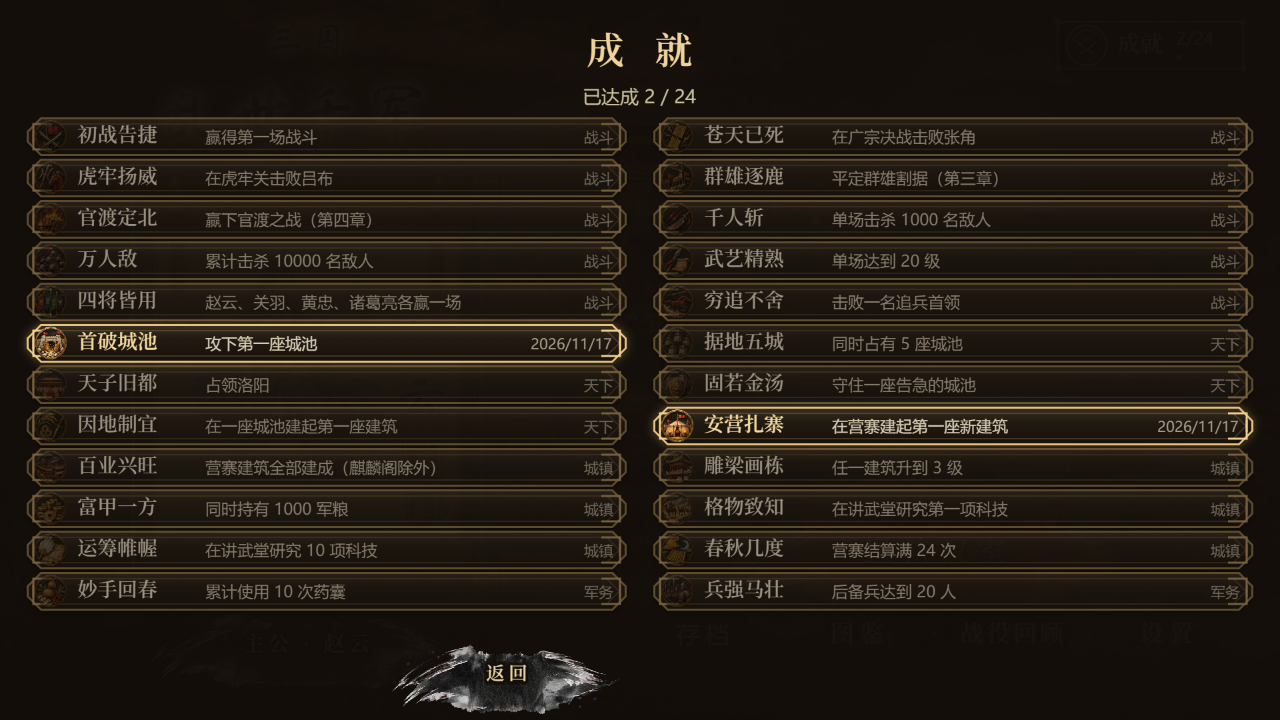 成就
已达成 2 / 24
初战告捷 赢得第一场战斗 战斗
苍天已死 在广宗决战击败张角 战斗
虎牢扬威 在虎牢关击败吕布 战斗
群雄逐鹿 平定群雄割据（第三章） 战斗
官渡定北 赢下官渡之战（第四章） 战斗
千人斩 单场击杀 1000 名敌人 战斗
万人敌 累计击杀 10000 名敌人 战斗
武艺精熟 单场达到 20 级 战斗
四将皆用 赵云、关羽、黄忠、诸葛亮各赢一场 战斗
穷追不舍 击败一名追兵首领 战斗
首破城池 攻下第一座城池 2026/11/17
据地五城 同时占有 5 座城池 天下
天子旧都 占领洛阳 天下
固若金汤 守住一座告急的城池 天下
因地制宜 在一座城池建起第一座建筑 天下
安营扎寨 在营寨建起第一座新建筑 2026/11/17
百业兴旺 营寨建筑全部建成（麒麟阁除外） 城镇
雕梁画栋 任一建筑升到 3 级 城镇
富甲一方 同时持有 1000 军粮 城镇
格物致知 在讲武堂研究第一项科技 城镇
运筹帷幄 在讲武堂研究 10 项科技 城镇
春秋几度 营寨结算满 24 次 城镇
妙手回春 累计使用 10 次药囊 军务
兵强马壮 后备兵达到 20 人 军务
成就 2/24
主公 · 赵云
存档 图鉴 战役回顾 设置
返回